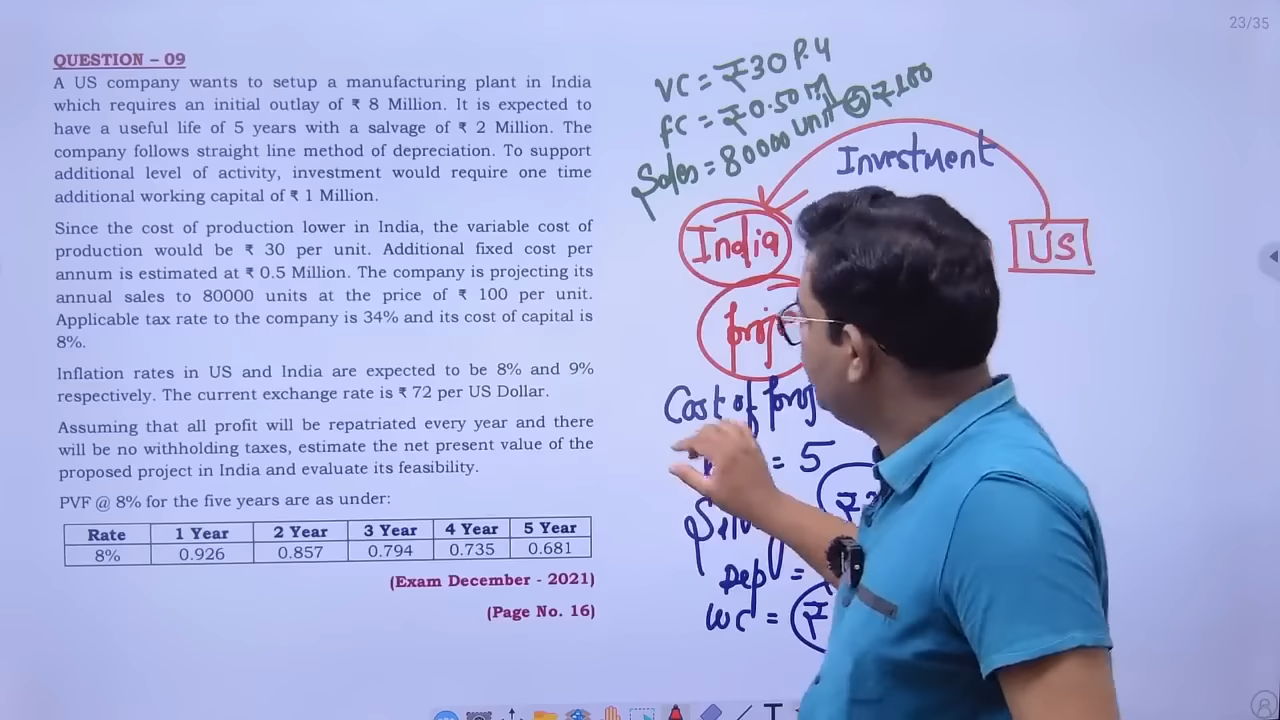 23/35
QUESTION – 09
A US company wants to setup a manufacturing plant in India
which requires an initial outlay of ₹ 8 Million. It is expected to
have a useful life of 5 years with a salvage of ₹ 2 Million. The
company follows straight line method of depreciation. To support
additional level of activity, investment would require one time
additional working capital of ₹ 1 Million.
Since the cost of production lower in India, the variable cost of
production would be ₹ 30 per unit. Additional fixed cost per
annum is estimated at ₹ 0.5 Million. The company is projecting its
annual sales to 80000 units at the price of ₹ 100 per unit.
Applicable tax rate to the company is 34% and its cost of capital is
8%.
Inflation rates in US and India are expected to be 8% and 9%
respectively. The current exchange rate is ₹ 72 per US Dollar.
Assuming that all profit will be repatriated every year and there
will be no withholding taxes, estimate the net present value of the
proposed project in India and evaluate its feasibility.
PVF @ 8% for the five years are as under:
Rate 1 Year 2 Year 3 Year 4 Year 5 Year
8% 0.926 0.857 0.794 0.735 0.681
(Exam December - 2021)
(Page No. 16)
VC = ₹30 P.U
FC = ₹0.50 M
Sales = 80000 unit @ ₹100
Investment
India
US
Cost of
= 5
Dep =
WC = ₹